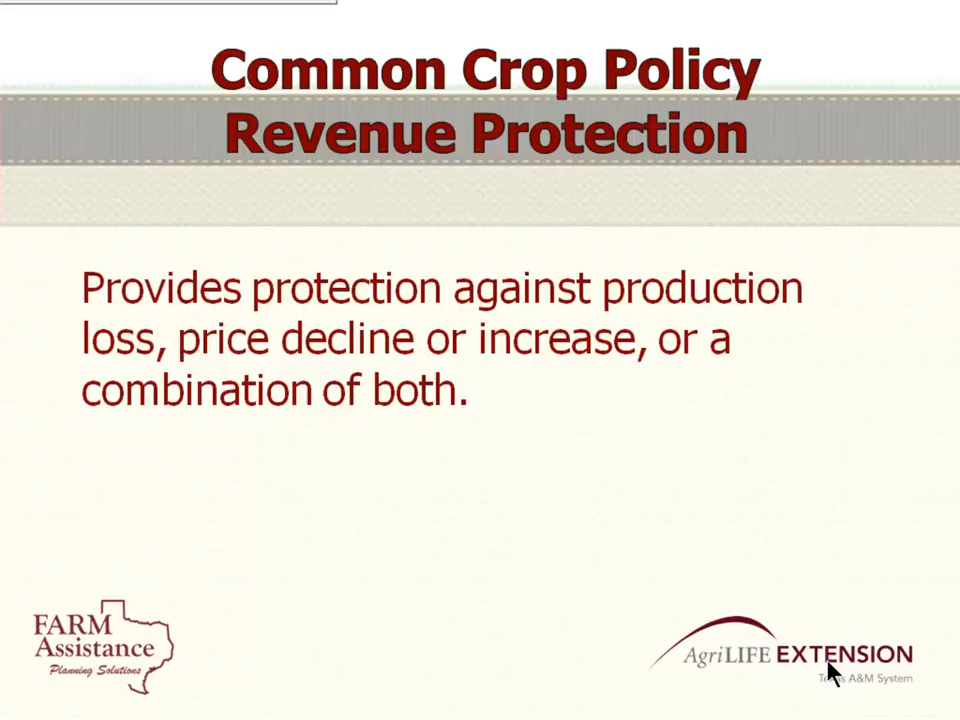 Common Crop Policy
Revenue Protection
Provides protection against production
loss, price decline or increase, or a
combination of both.
FARM
Assistance
Planning Solutions
AgriLIFE EXTENSION
A&M System